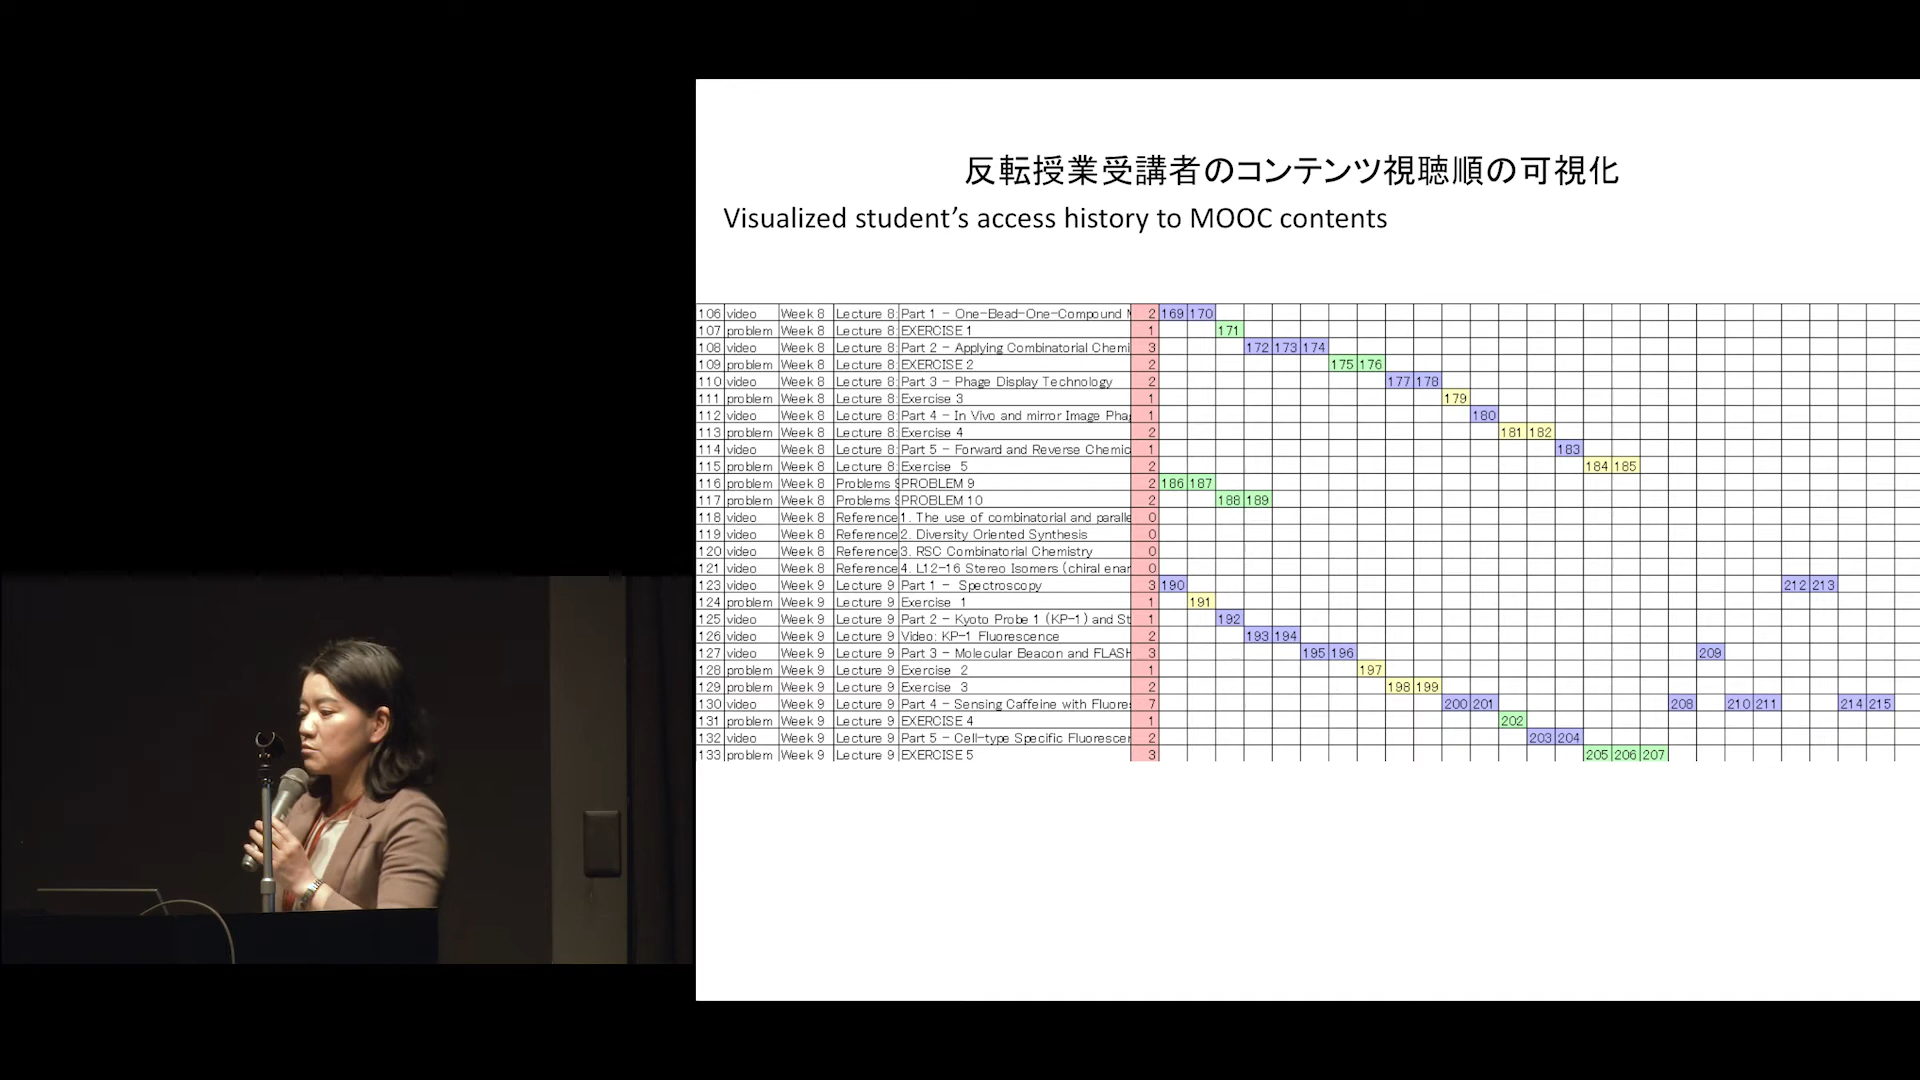 反転授業受講者のコンテンツ視聴順の可視化
Visualized student's access history to MOOC contents
106 video Week 8 Lecture 8: Part 1 - One-Bead-One-Compound 2 169 170
107 problem Week 8 Lecture 8: EXERCISE 1 1 171
108 video Week 8 Lecture 8: Part 2 - Applying Combinatorial Chemi 3 172 173 174
109 problem Week 8 Lecture 8: EXERCISE 2 2 175 176
110 video Week 8 Lecture 8: Part 3 - Phage Display Technology 2 177 178
111 problem Week 8 Lecture 8: Exercise 3 1 179
112 video Week 8 Lecture 8: Part 4 - In Vivo and mirror Image Pha 1 180
113 problem Week 8 Lecture 8: Exercise 4 2 181 182
114 video Week 8 Lecture 8: Part 5 - Forward and Reverse Chemic 1 183
115 problem Week 8 Lecture 8: Exercise 5 2 184 185
116 problem Week 8 Problems PROBLEM 9 2 186 187
117 problem Week 8 Problems PROBLEM 10 2 188 189
118 video Week 8 Reference 1. The use of combinatorial and paralle 0
119 video Week 8 Reference 2. Diversity Oriented Synthesis 0
120 video Week 8 Reference 3. RSC Combinatorial Chemistry 0
121 video Week 8 Reference 4. L12-16 Stereo Isomers (chiral enar 0
123 video Week 9 Lecture 9 Part 1 - Spectroscopy 3 190 212 213
124 problem Week 9 Lecture 9 Exercise 1 1 191
125 video Week 9 Lecture 9 Part 2 - Kyoto Probe 1 (KP-1) and St 1 192
126 video Week 9 Lecture 9 Video: KP-1 Fluorescence 2 193 194
127 video Week 9 Lecture 9 Part 3 - Molecular Beacon and FLASH 3 195 196 209
128 problem Week 9 Lecture 9 Exercise 2 1 197
129 problem Week 9 Lecture 9 Exercise 3 2 198 199
130 video Week 9 Lecture 9 Part 4 - Sensing Caffeine with Fluore 7 200 201 208 210 211 214 215
131 problem Week 9 Lecture 9 EXERCISE 4 1 202
132 video Week 9 Lecture 9 Part 5 - Cell-type Specific Fluorescer 2 203 204
133 problem Week 9 Lecture 9 EXERCISE 5 3 205 206 207